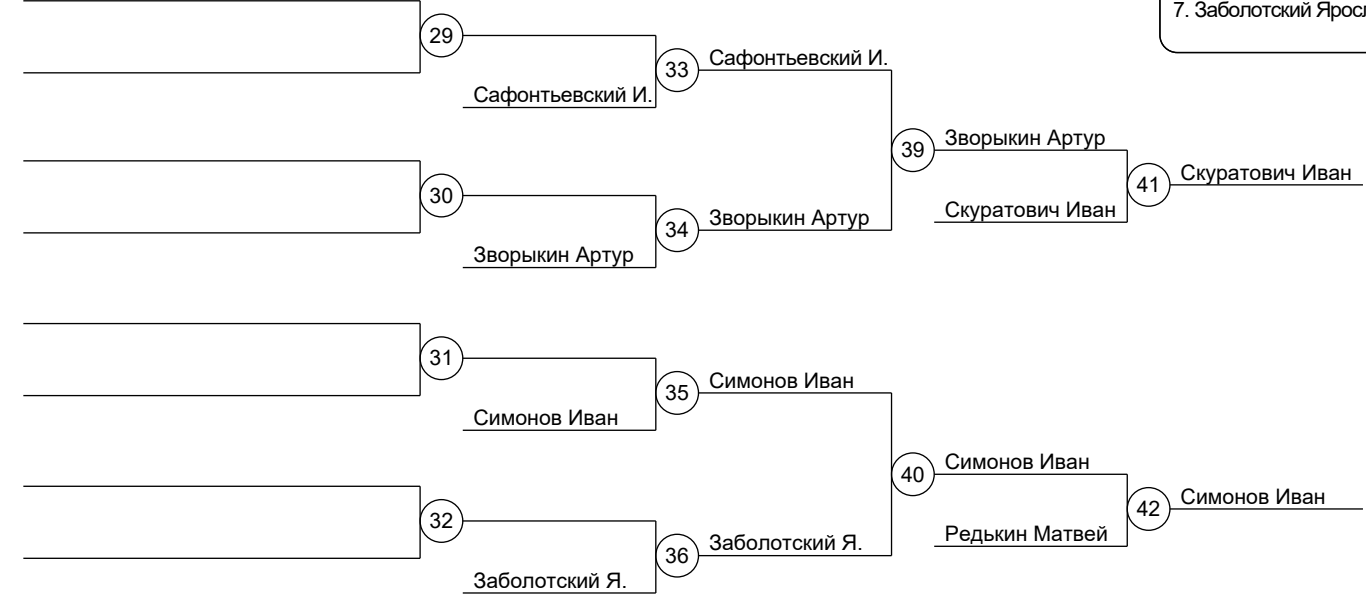 7. Заболотский
29
33
Сафонтьевский И.
Сафонтьевский И.
39
Зворыкин Артур
30
34
Зворыкин Артур
Зворыкин Артур
41
Скуратович Иван
Скуратович Иван
31
35
Симонов Иван
Симонов Иван
40
Симонов Иван
32
36
Заболотский Я.
Заболотский Я.
42
Симонов Иван
Редькин Матвей